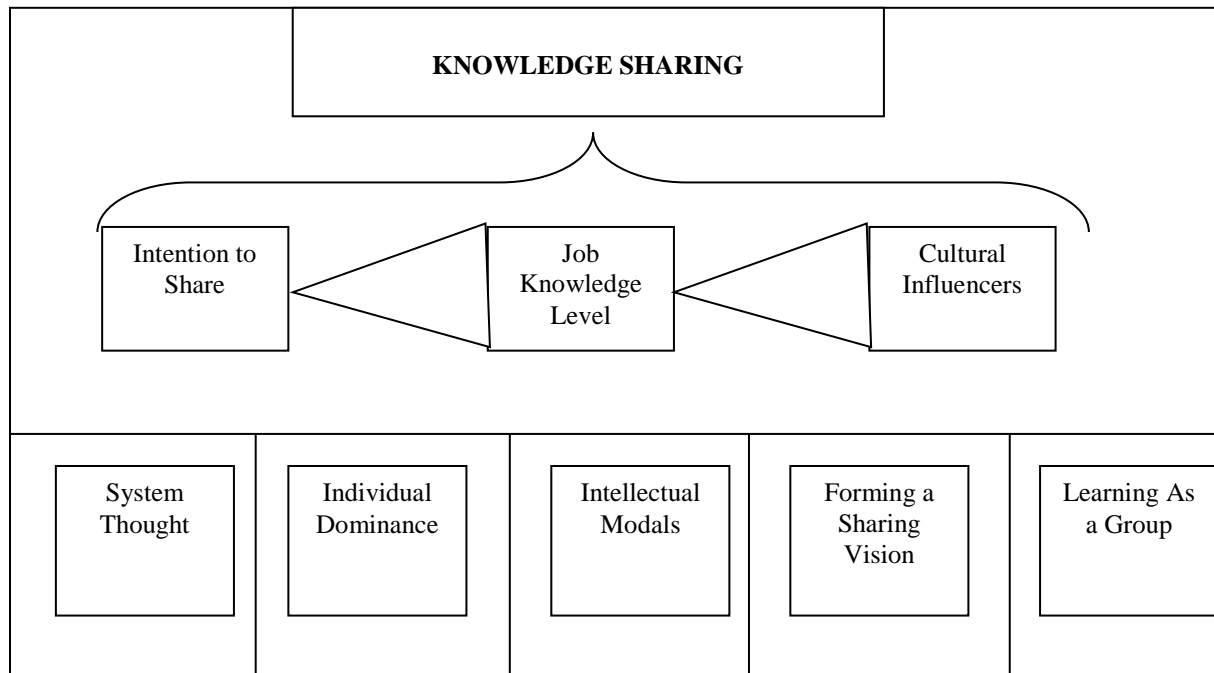 KNOWLEDGE SHARING
Intention to
Share
Job
Knowledge
Level
Cultural
Influencers
System
Thought
Individual
Dominance
Intellectual
Modals
Forming a
Sharing
Vision
Learning As
a Group